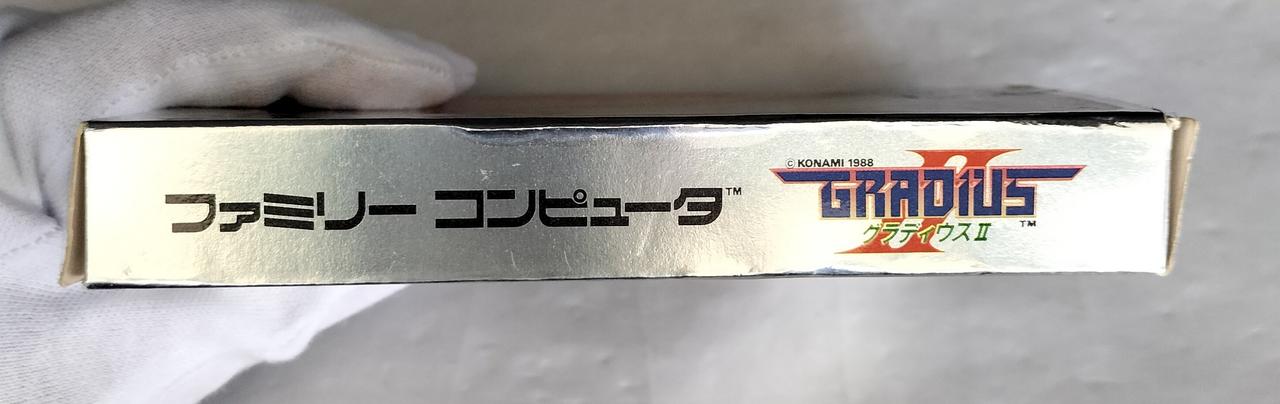 ファミリー コンピュータ™
© KONAMI 1988
GRADIUS II ™
グラディウスII